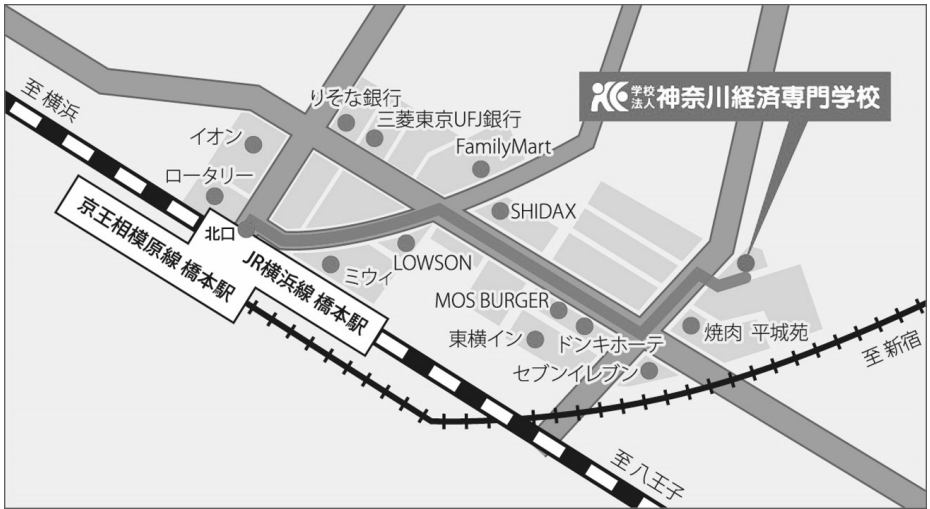 至 横浜
りそな銀行
三菱東京UFJ銀行
学校
法人
神奈川経済専門学校
イオン
FamilyMart
ロータリー
SHIDAX
北口
京王相模原線 橋本駅
JR横浜線 橋本駅
ミウィ
LOWSON
MOS BURGER
東横イン
ドンキホーテ
焼肉 平城苑
セブンイレブン
至 新宿
至 八王子